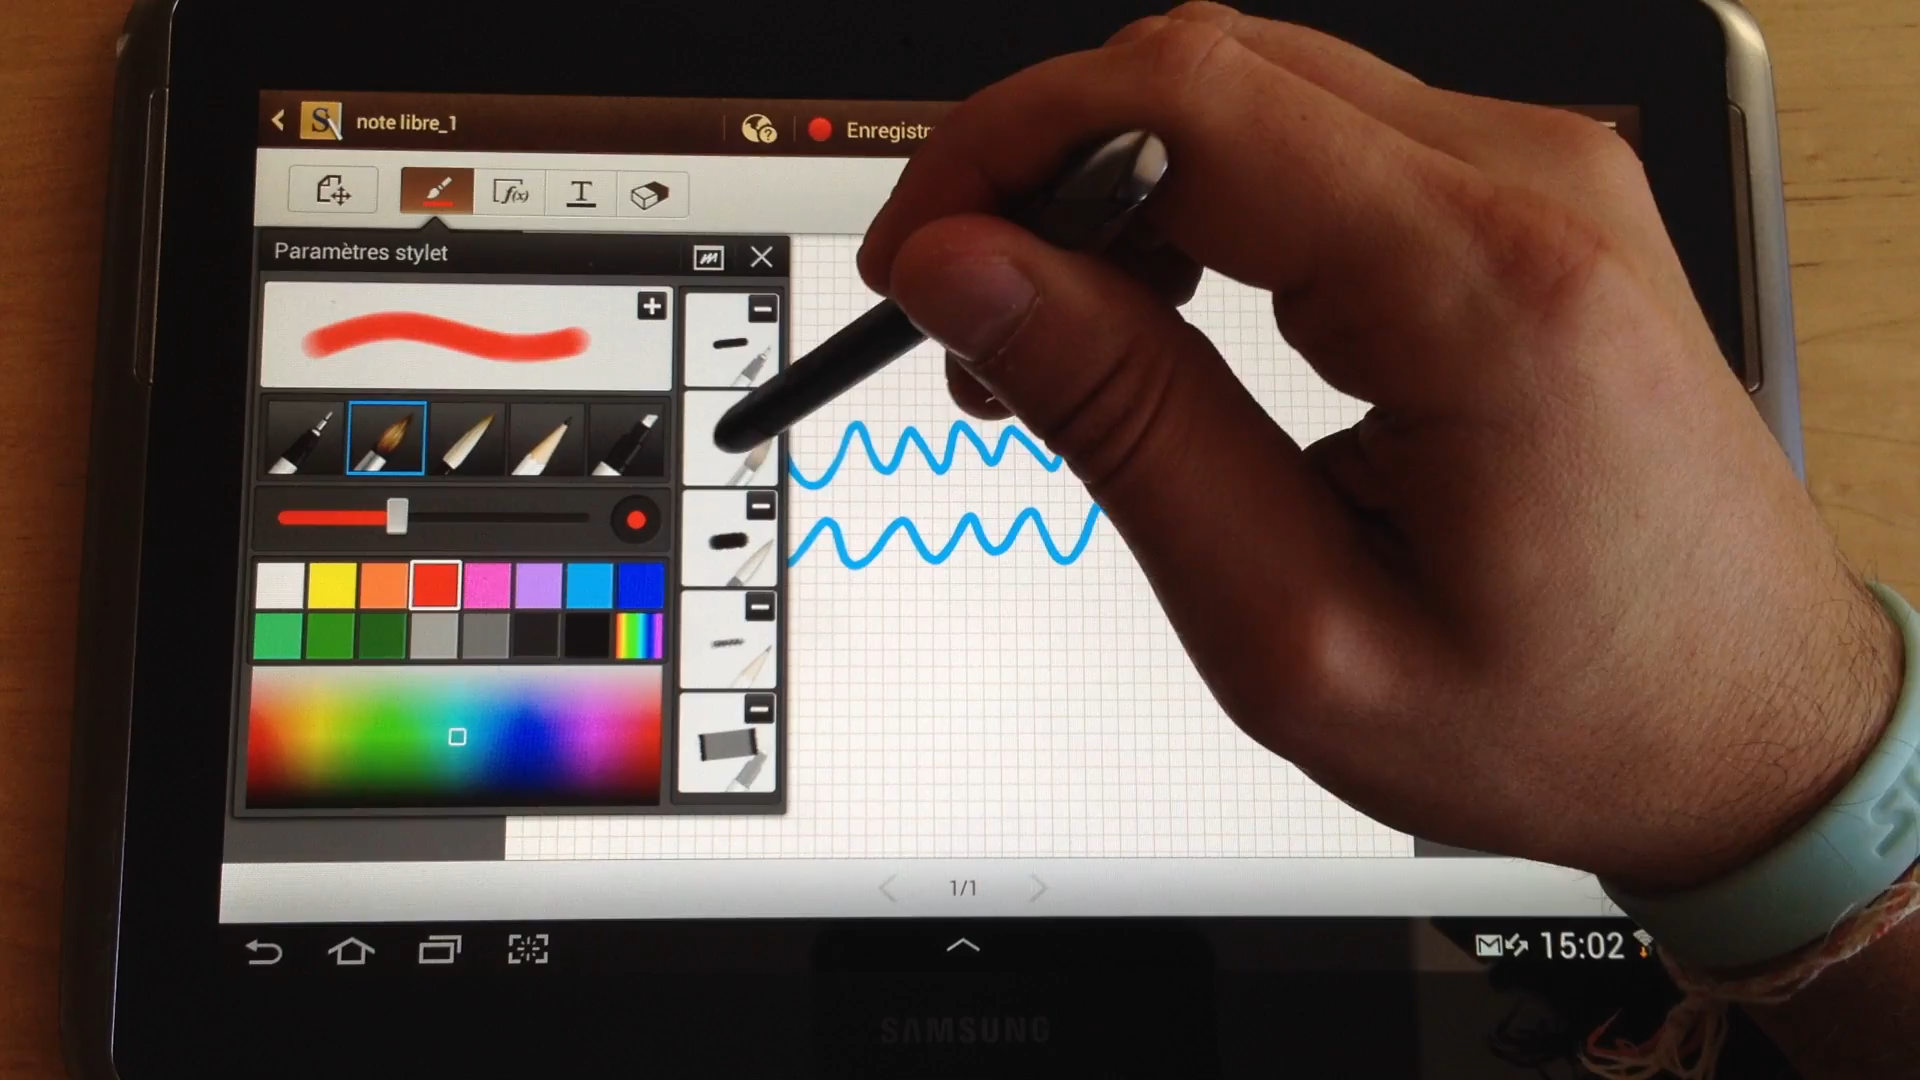 note libre_1
Enregistr
f(x)
T
Paramètres stylet
1/1
15:02
SAMSUNG